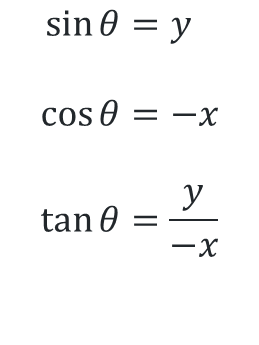 sin θ = y
cos θ = −x
tan θ = y/−x